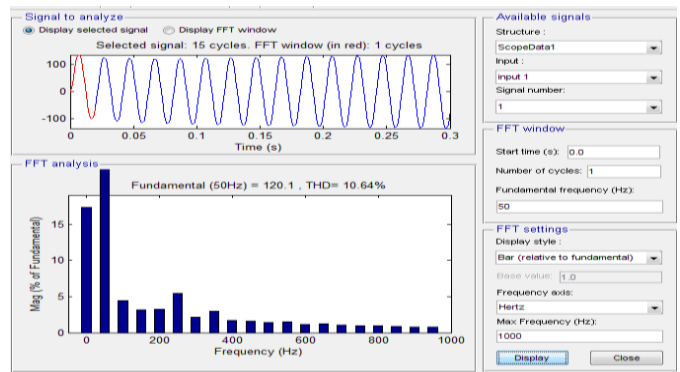 Signal to analyze
Display selected signal Display FFT window
Selected signal: 15 cycles. FFT window (in red): 1 cycles
100
0
-100
0 0.05 0.1 0.15 0.2 0.25 0.3
Time (s)
FFT analysis
Fundamental (50Hz) = 120.1 , THD= 10.64%
Mag (% of Fundamental)
15
10
5
0
0 200 400 600 800 1000
Frequency (Hz)
Available signals
Structure :
ScopeData1
Input :
input 1
Signal number:
1
FFT window
Start time (s): 0.0
Number of cycles: 1
Fundamental frequency (Hz):
50
FFT settings
Display style :
Bar (relative to fundamental)
Base value: 1.0
Frequency axis:
Hertz
Max Frequency (Hz):
1000
Display Close